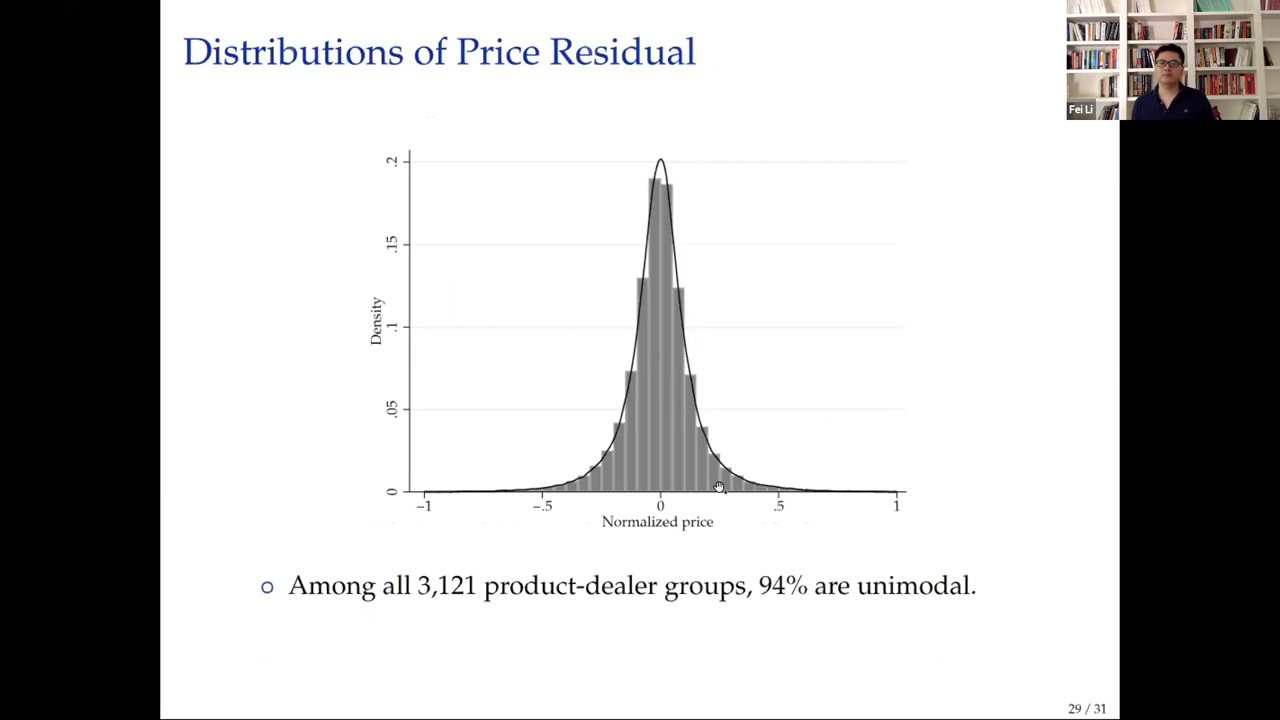 Distributions of Price Residual
Fei Li
.2
.15
.1
.05
0
Density
−1
−.5
0
.5
1
Normalized price
Among all 3,121 product-dealer groups, 94% are unimodal.
29 / 31